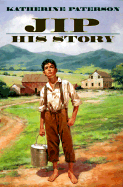 KATHERINE PATERSON
JIP
HIS STORY